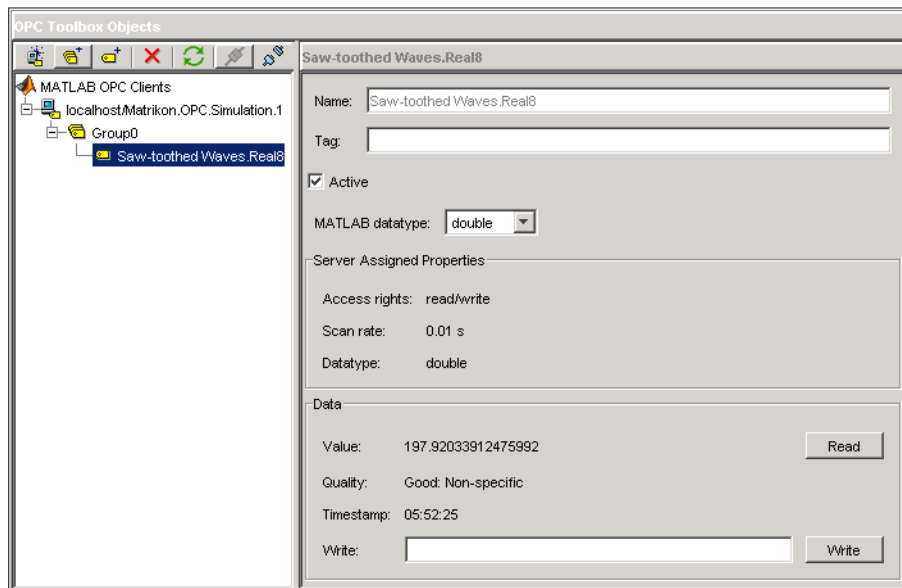 OPC Toolbox Objects
MATLAB OPC Clients
localhost/Matrikon.OPC.Simulation.1
Group0
Saw-toothed Waves.Real8
Saw-toothed Waves.Real8
Name: Saw-toothed Waves.Real8
Tag:
Active
MATLAB datatype: double
Server Assigned Properties
Access rights: read/write
Scan rate: 0.01 s
Datatype: double
Data
Value: 197.92033912475992 Read
Quality: Good: Non-specific
Timestamp: 05:52:25
Write: Write